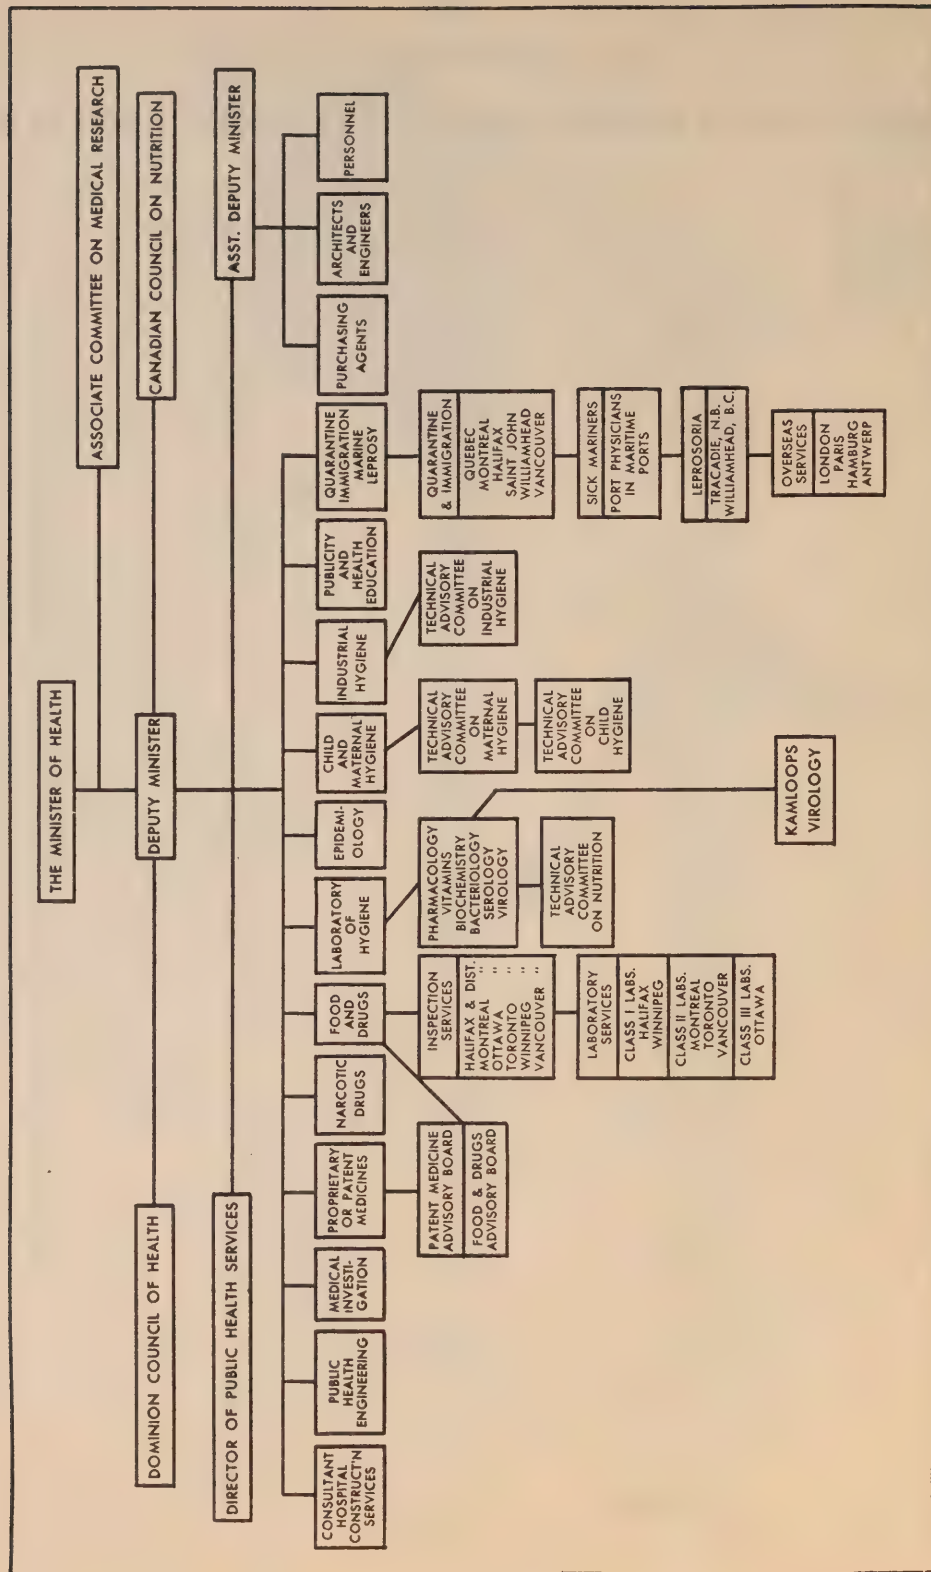 THE MINISTER OF HEALTH
ASSOCIATE COMMITTEE ON MEDICAL RESEARCH
DOMINION COUNCIL OF HEALTH
DEPUTY MINISTER
CANADIAN COUNCIL ON NUTRITION
DIRECTOR OF PUBLIC HEALTH SERVICES
ASST. DEPUTY MINISTER
CONSULTANT
HOSPITAL
CONSTRUCT'N
SERVICES
PUBLIC
HEALTH
ENGINEERING
MEDICAL
INVESTI-
GATION
PROPRIETARY
OR PATENT
MEDICINES
NARCOTIC
DRUGS
FOOD
AND
DRUGS
LABORATORY
OF
HYGIENE
EPIDEMI-
OLOGY
CHILD
AND
MATERNAL
HYGIENE
INDUSTRIAL
HYGIENE
PUBLICITY
AND
HEALTH
EDUCATION
QUARANTINE
IMMIGRATION
MARINE
LEPROSY
PURCHASING
AGENTS
ARCHITECTS
AND
ENGINEERS
PERSONNEL
PATENT MEDICINE
ADVISORY BOARD
FOOD & DRUGS
ADVISORY BOARD
INSPECTION
SERVICES
HALIFAX & DIST.
MONTREAL "
OTTAWA "
TORONTO "
WINNIPEG "
VANCOUVER "
LABORATORY
SERVICES
CLASS I LABS.
HALIFAX
WINNIPEG
CLASS II LABS.
MONTREAL
TORONTO
VANCOUVER
CLASS III LABS.
OTTAWA
PHARMACOLOGY
VITAMINS
BIOCHEMISTRY
BACTERIOLOGY
SEROLOGY
VIROLOGY
TECHNICAL
ADVISORY
COMMITTEE
ON NUTRITION
KAMLOOPS
VIROLOGY
TECHNICAL
ADVISORY
COMMITTEE
ON
MATERNAL
HYGIENE
TECHNICAL
ADVISORY
COMMITTEE
ON
CHILD
HYGIENE
TECHNICAL
ADVISORY
COMMITTEE
ON
INDUSTRIAL
HYGIENE
QUARANTINE
& IMMIGRATION
QUEBEC
MONTREAL
HALIFAX
SAINT JOHN
WILLIAMHEAD
VANCOUVER
SICK MARINERS
PORT PHYSICIANS
IN MARITIME
PORTS
LEPROSORIA
TRACADIE, N.B.
WILLIAMHEAD, B.C.
OVERSEAS
SERVICES
LONDON
PARIS
HAMBURG
ANTWERP